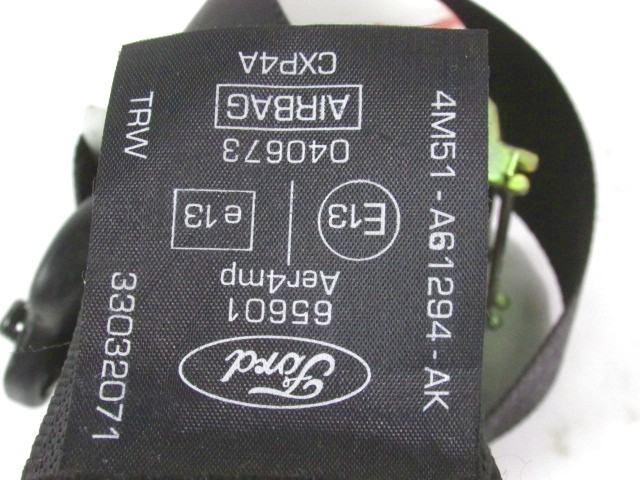 Ford
65601
Aer4mp
E13
e13
040673
AIRBAG
CXP4A
4M51-A61294-AK
TRW
33032071